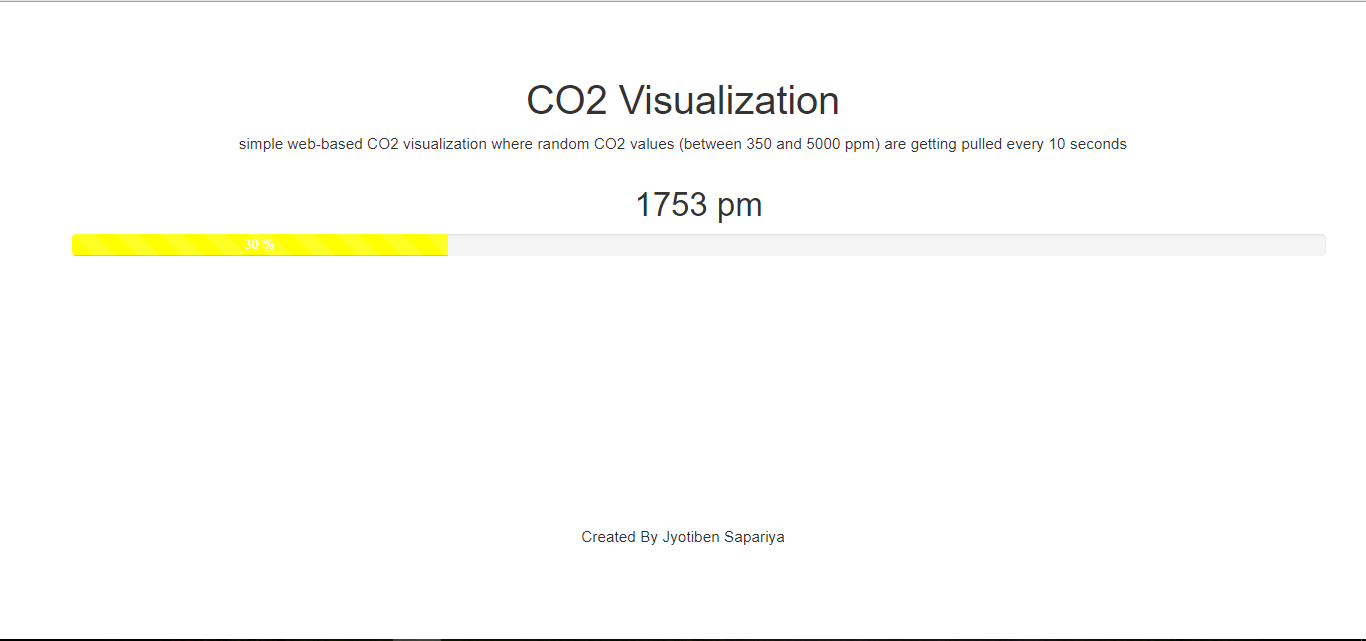 CO2 Visualization
simple web-based CO2 visualization where random CO2 values (between 350 and 5000 ppm) are getting pulled every 10 seconds
1753 pm
30 %
Created By Jyotiben Sapariya